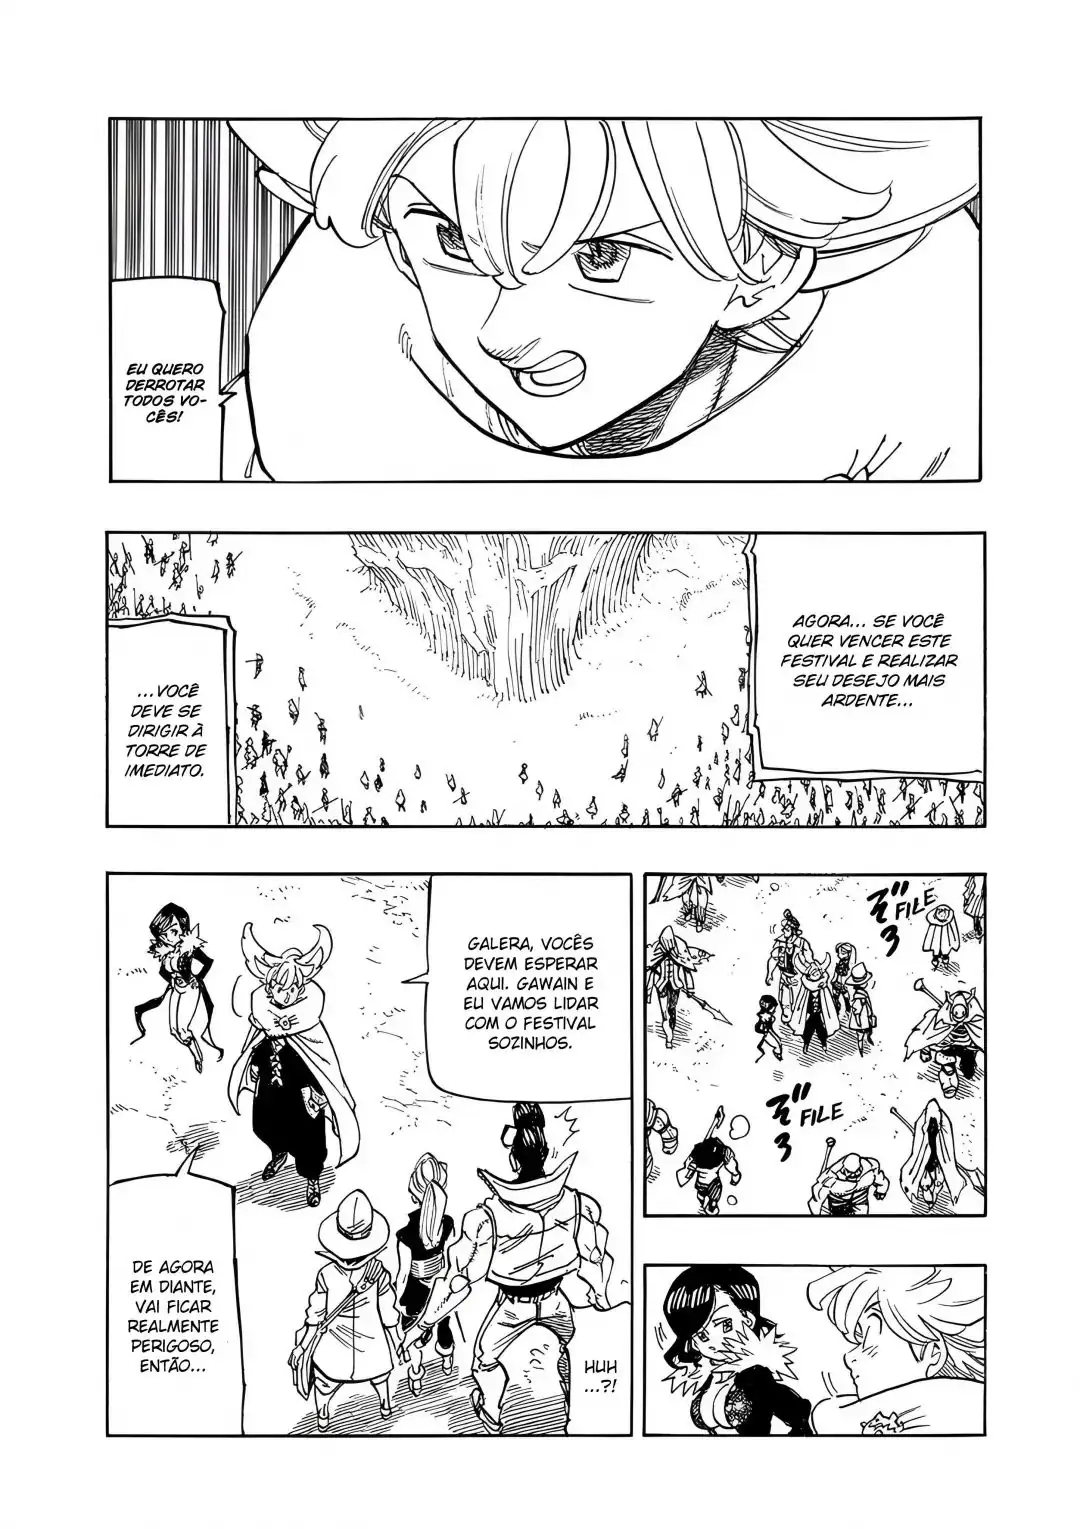 EU QUERO
DERROTAR
TODOS VO-
CÊS!
AGORA... SE VOCÊ
QUER VENCER ESTE
FESTIVAL E REALIZAR
SEU DESEJO MAIS
ARDENTE...
...VOCÊ
DEVE SE
DIRIGIR À
TORRE DE
IMEDIATO.
FILE
FILE
GALERA, VOCÊS
DEVEM ESPERAR
AQUI. GAWAIN E
EU VAMOS LIDAR
COM O FESTIVAL
SOZINHOS.
DE AGORA
EM DIANTE,
VAI FICAR
REALMENTE
PERIGOSO,
ENTÃO...
HUH
...?!